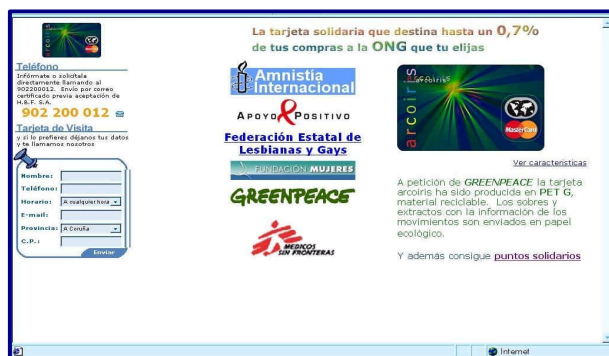 arcoiris
MasterCard
Teléfono
Infórmate o solicítala
directamente llamando al
902200012. Envío por correo
certificado previa aceptación de
H.B.F. S.A.
902 200 012
Tarjeta de Visita
y si lo prefieres déjanos tus datos
y te llamamos nosotros
Nombre:
Teléfono:
Horario: A cualquier hora
E-mail:
Provincia: A Coruña
C.P.:
Enviar
La tarjeta solidaria que destina hasta un 0,7%
de tus compras a la ONG que tu elijas
Amnistía
Internacional
APOYO POSITIVO
Federación Estatal de
Lesbianas y Gays
FUNDACIÓN MUJERES
GREENPEACE
MEDICOS
SIN FRONTERAS
arcoiris
arcoiris
MasterCard
Ver características
A petición de GREENPEACE la tarjeta
arcoiris ha sido producida en PET G,
material reciclable. Los sobres y
extractos con la información de los
movimientos son enviados en papel
ecológico.
Y además consigue puntos solidarios
Internet